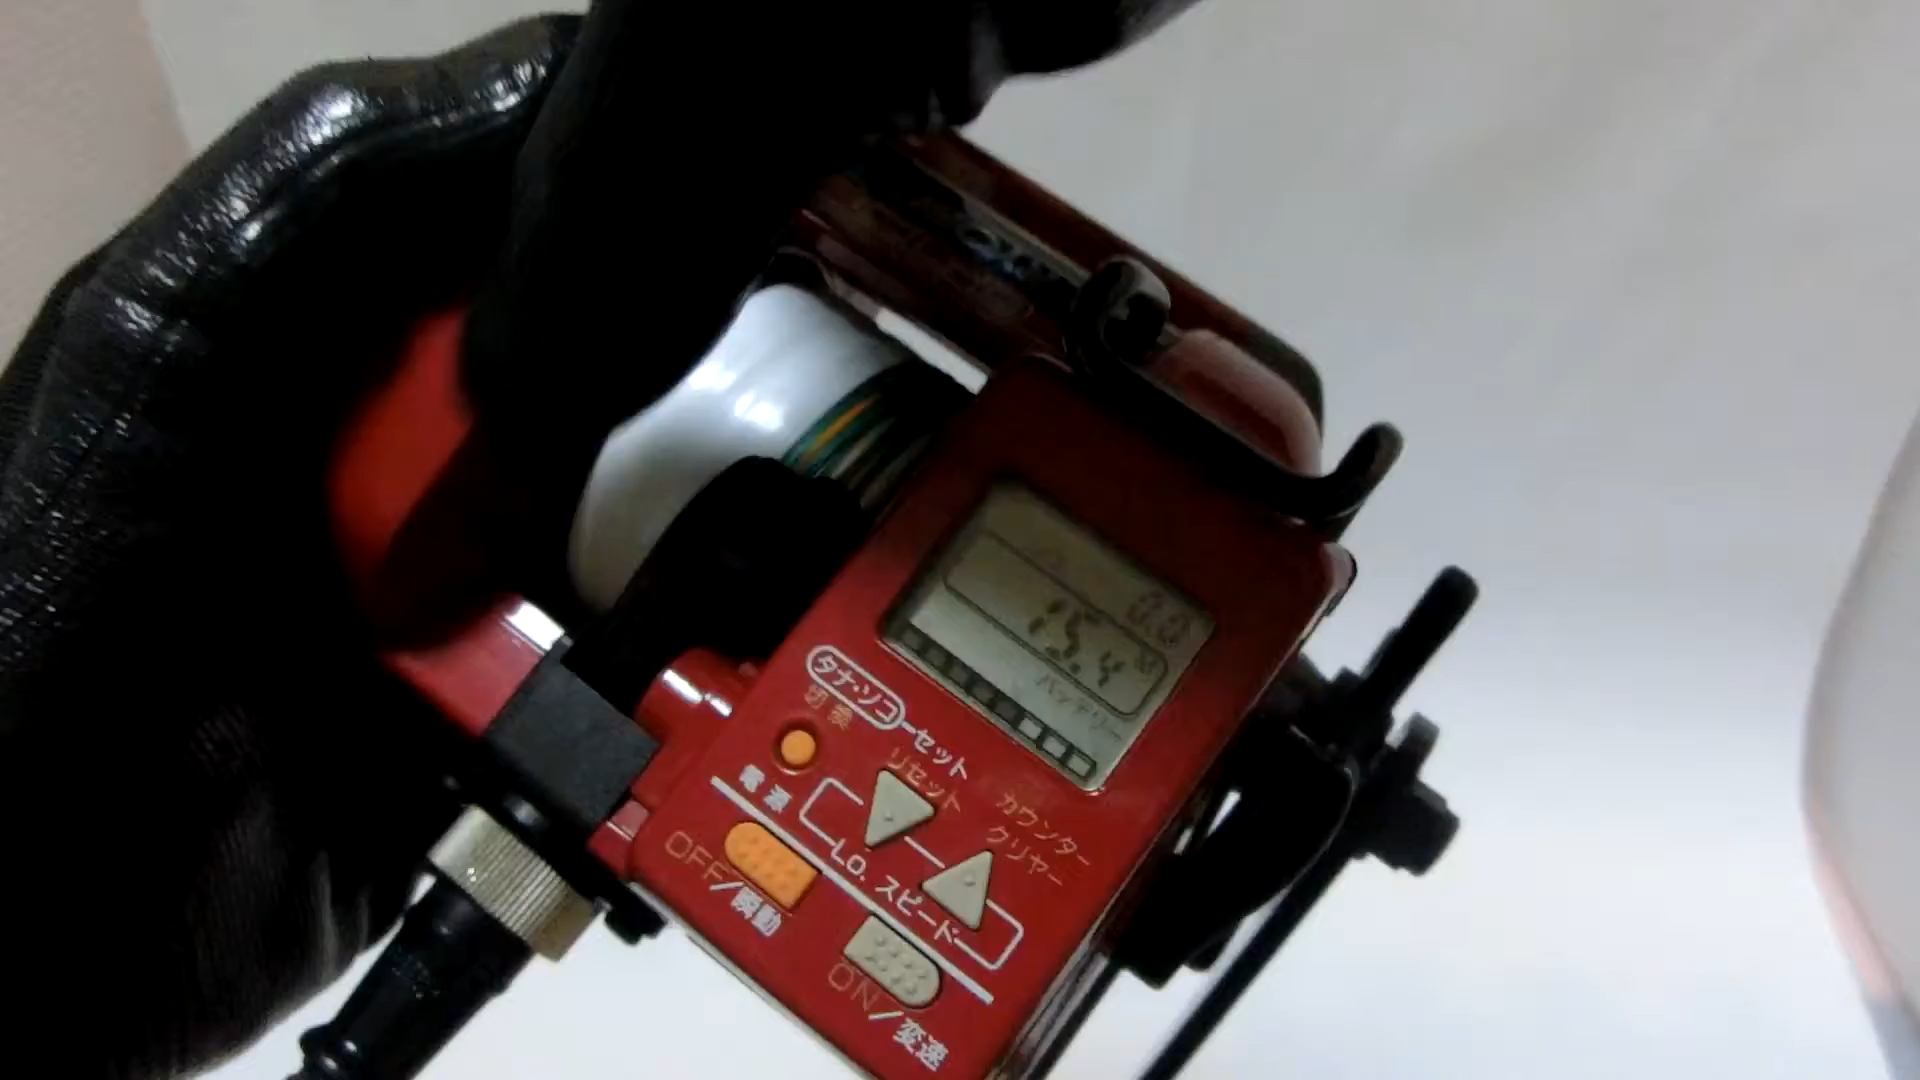 0.0
15.4 M
バッテリー
タナ・ソコ
切換
セット
リセット
カウンター
クリヤー
電源
LO. スピード
OFF/瞬動
ON/変速